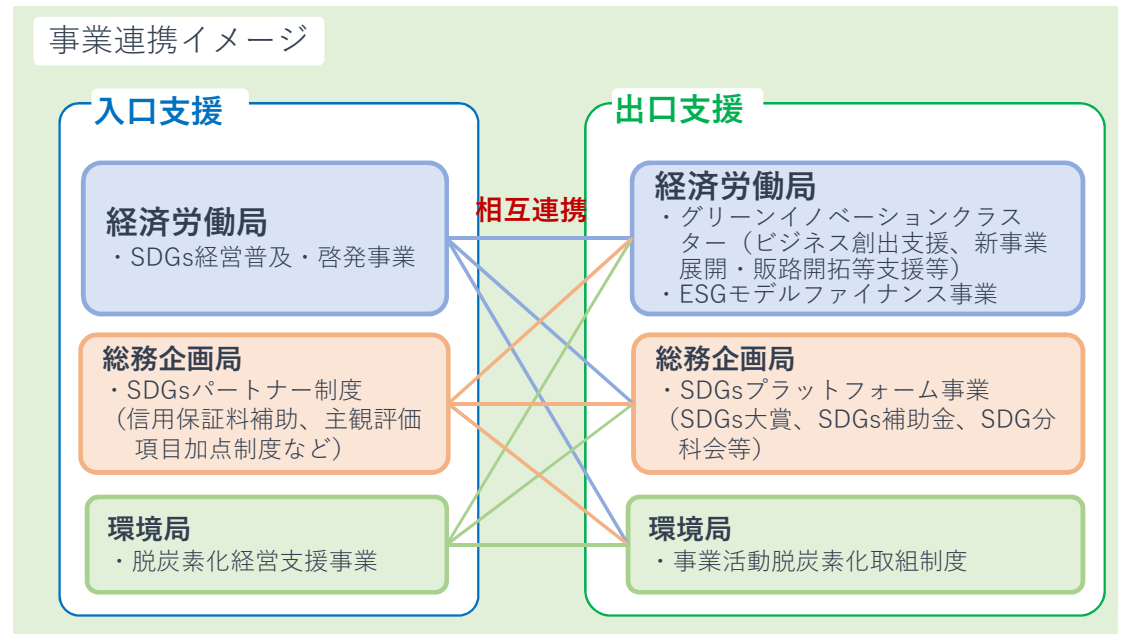 事業連携イメージ
入口支援
経済労働局
・SDGs経営普及・啓発事業
総務企画局
・SDGsパートナー制度
（信用保証料補助、主観評価
項目加点制度など）
環境局
・脱炭素化経営支援事業
相互連携
出口支援
経済労働局
・グリーンイノベーションクラス
ター（ビジネス創出支援、新事業
展開・販路開拓等支援等）
・ESGモデルファイナンス事業
総務企画局
・SDGsプラットフォーム事業
（SDGs大賞、SDGs補助金、SDG分
科会等）
環境局
・事業活動脱炭素化取組制度